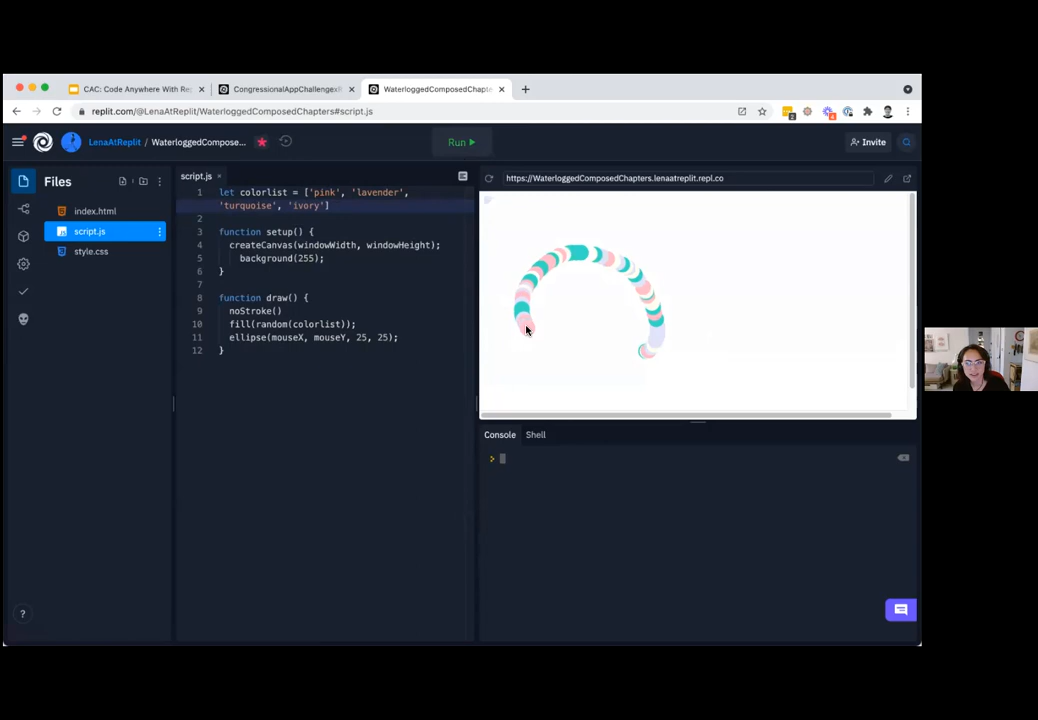 CAC: Code Anywhere With Rep
CongressionalAppChallengexR
WaterloggedComposedChapte
replit.com/@LenaAtReplit/WaterloggedComposedChapters#script.js
LenaAtReplit / WaterloggedCompose...
Run
Invite
Files
index.html
script.js
style.css
script.js
1 let colorlist = ['pink', 'lavender',
'turquoise', 'ivory']
2
3 function setup() {
4 createCanvas(windowWidth, windowHeight);
5 background(255);
6 }
7
8 function draw() {
9 noStroke()
10 fill(random(colorlist));
11 ellipse(mouseX, mouseY, 25, 25);
12 }
https://WaterloggedComposedChapters.lenaatreplit.repl.co
Console
Shell
>
?